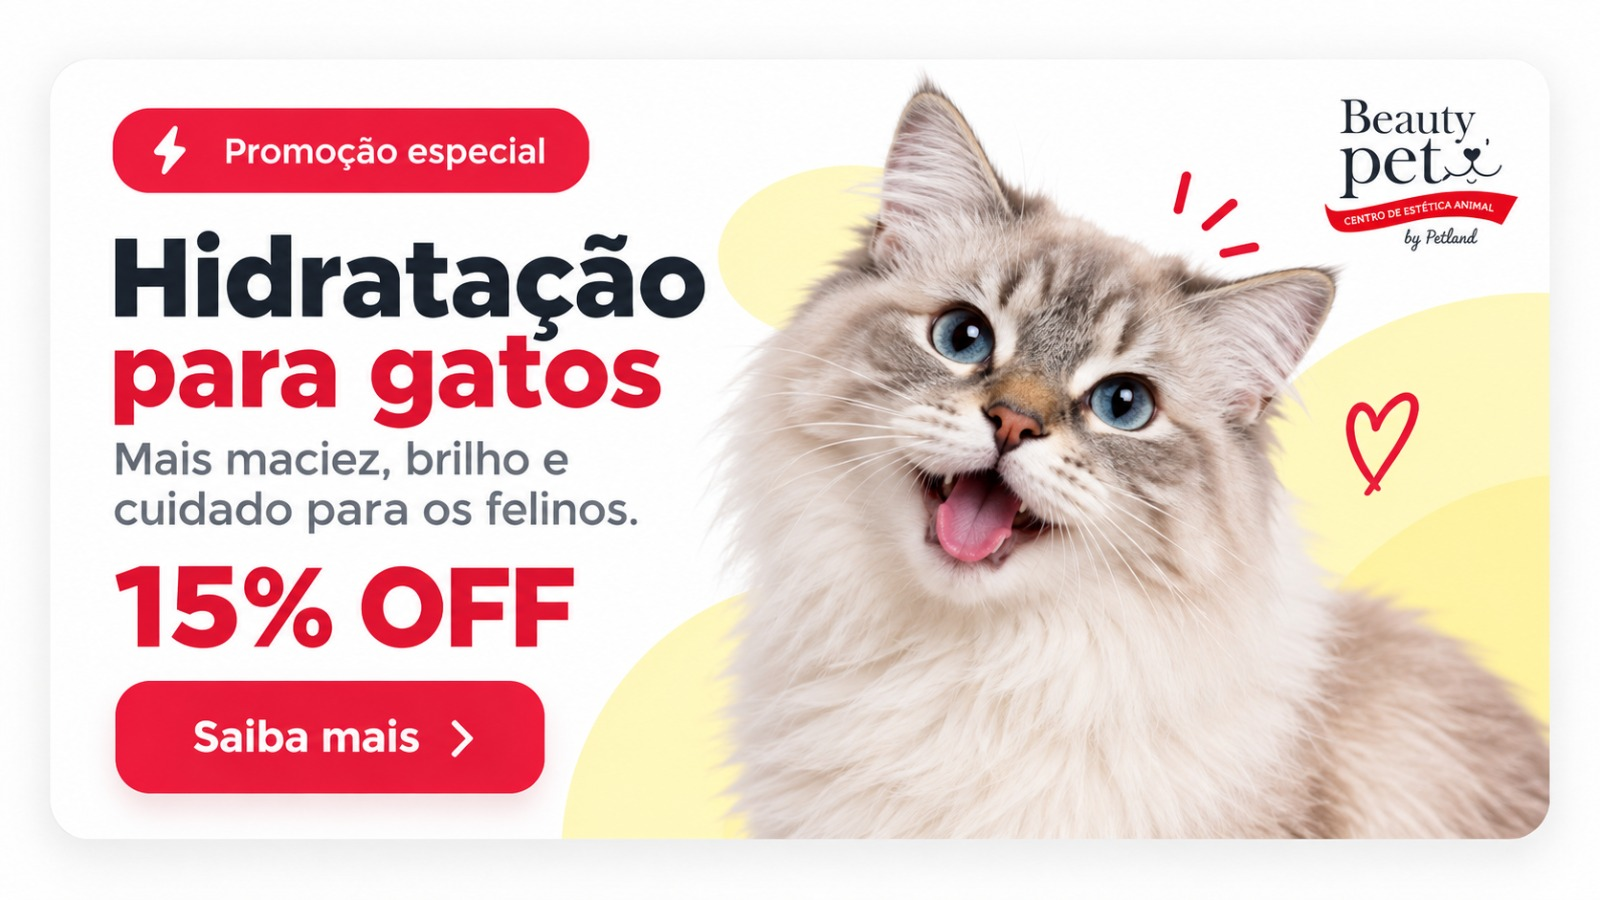 Promoção especial
Hidratação
para gatos
Mais maciez, brilho e
cuidado para os felinos.
15% OFF
Saiba mais
Beauty
pet
CENTRO DE ESTÉTICA ANIMAL
by Petland